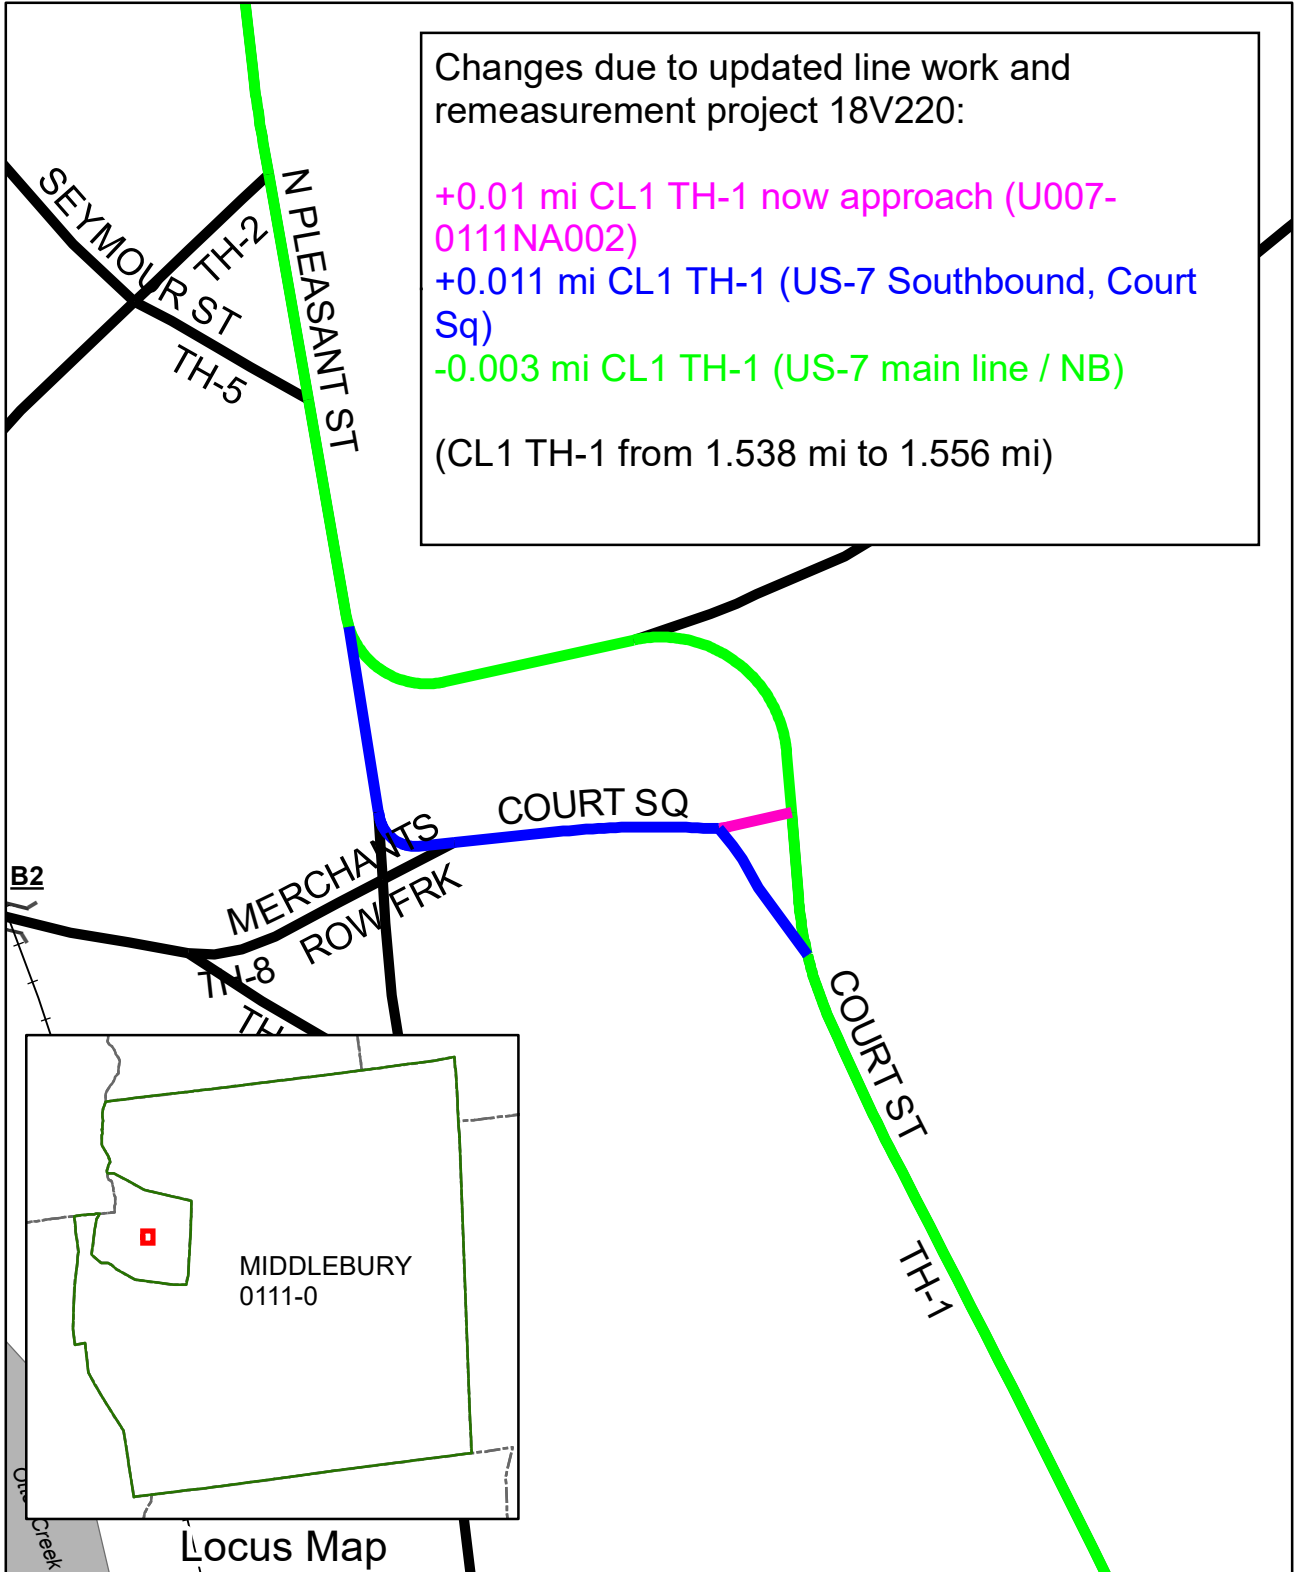 Changes due to updated line work and
remeasurement project 18V220:
+0.01 mi CL1 TH-1 now approach (U007-
0111NA002)
+0.011 mi CL1 TH-1 (US-7 Southbound, Court
Sq)
-0.003 mi CL1 TH-1 (US-7 main line / NB)
(CL1 TH-1 from 1.538 mi to 1.556 mi)
SEYMOUR ST
TH-2
N PLEASANT ST
TH-5
COURT SQ
MERCHANTS
ROW FRK
B2
TH-8
TH-
COURT ST
TH-1
MIDDLEBURY
0111-0
Creek
Locus Map